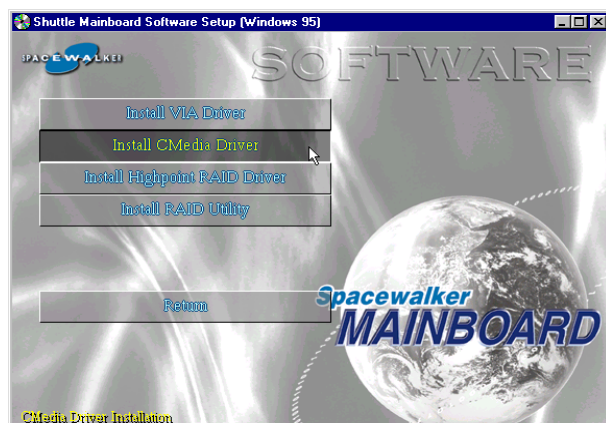 Shuttle Mainboard Software Setup (Windows 95)
SPACEWALKER
SOFTWARE
Install VIA Driver
Install CMedia Driver
Install Highpoint RAID Driver
Install RAID Utility
Return
Spacewalker
MAINBOARD
CMedia Driver Installation